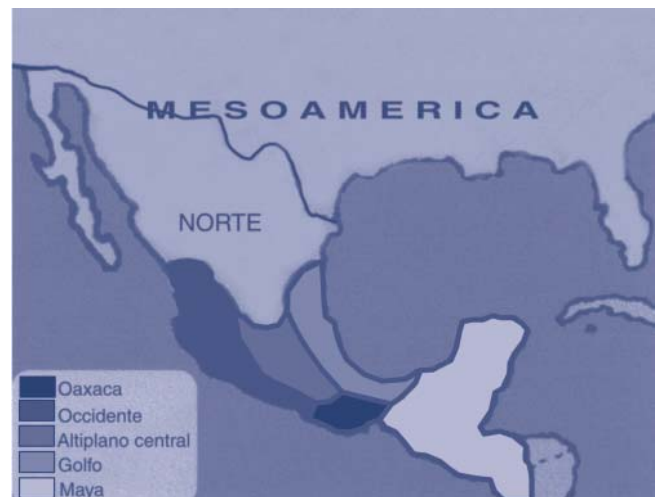 MESOAMERICA
NORTE
Oaxaca
Occidente
Altiplano central
Golfo
Maya